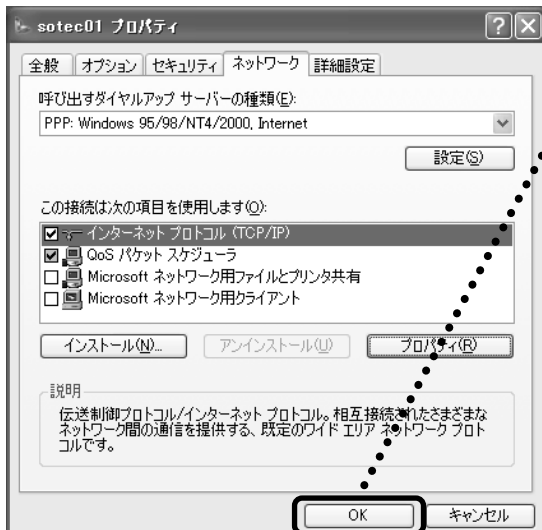 sotec01 プロパティ
全般 オプション セキュリティ ネットワーク 詳細設定
呼び出すダイヤルアップ サーバーの種類(E):
PPP: Windows 95/98/NT4/2000, Internet
設定(S)
この接続は次の項目を使用します(O):
インターネット プロトコル (TCP/IP)
QoS パケット スケジューラ
Microsoft ネットワーク用ファイルとプリンタ共有
Microsoft ネットワーク用クライアント
インストール(N)... アンインストール(U) プロパティ(R)
説明
伝送制御プロトコル/インターネット プロトコル。相互接続されたさまざまな
ネットワーク間の通信を提供する、既定のワイド エリア ネットワーク プロト
コルです。
OK キャンセル